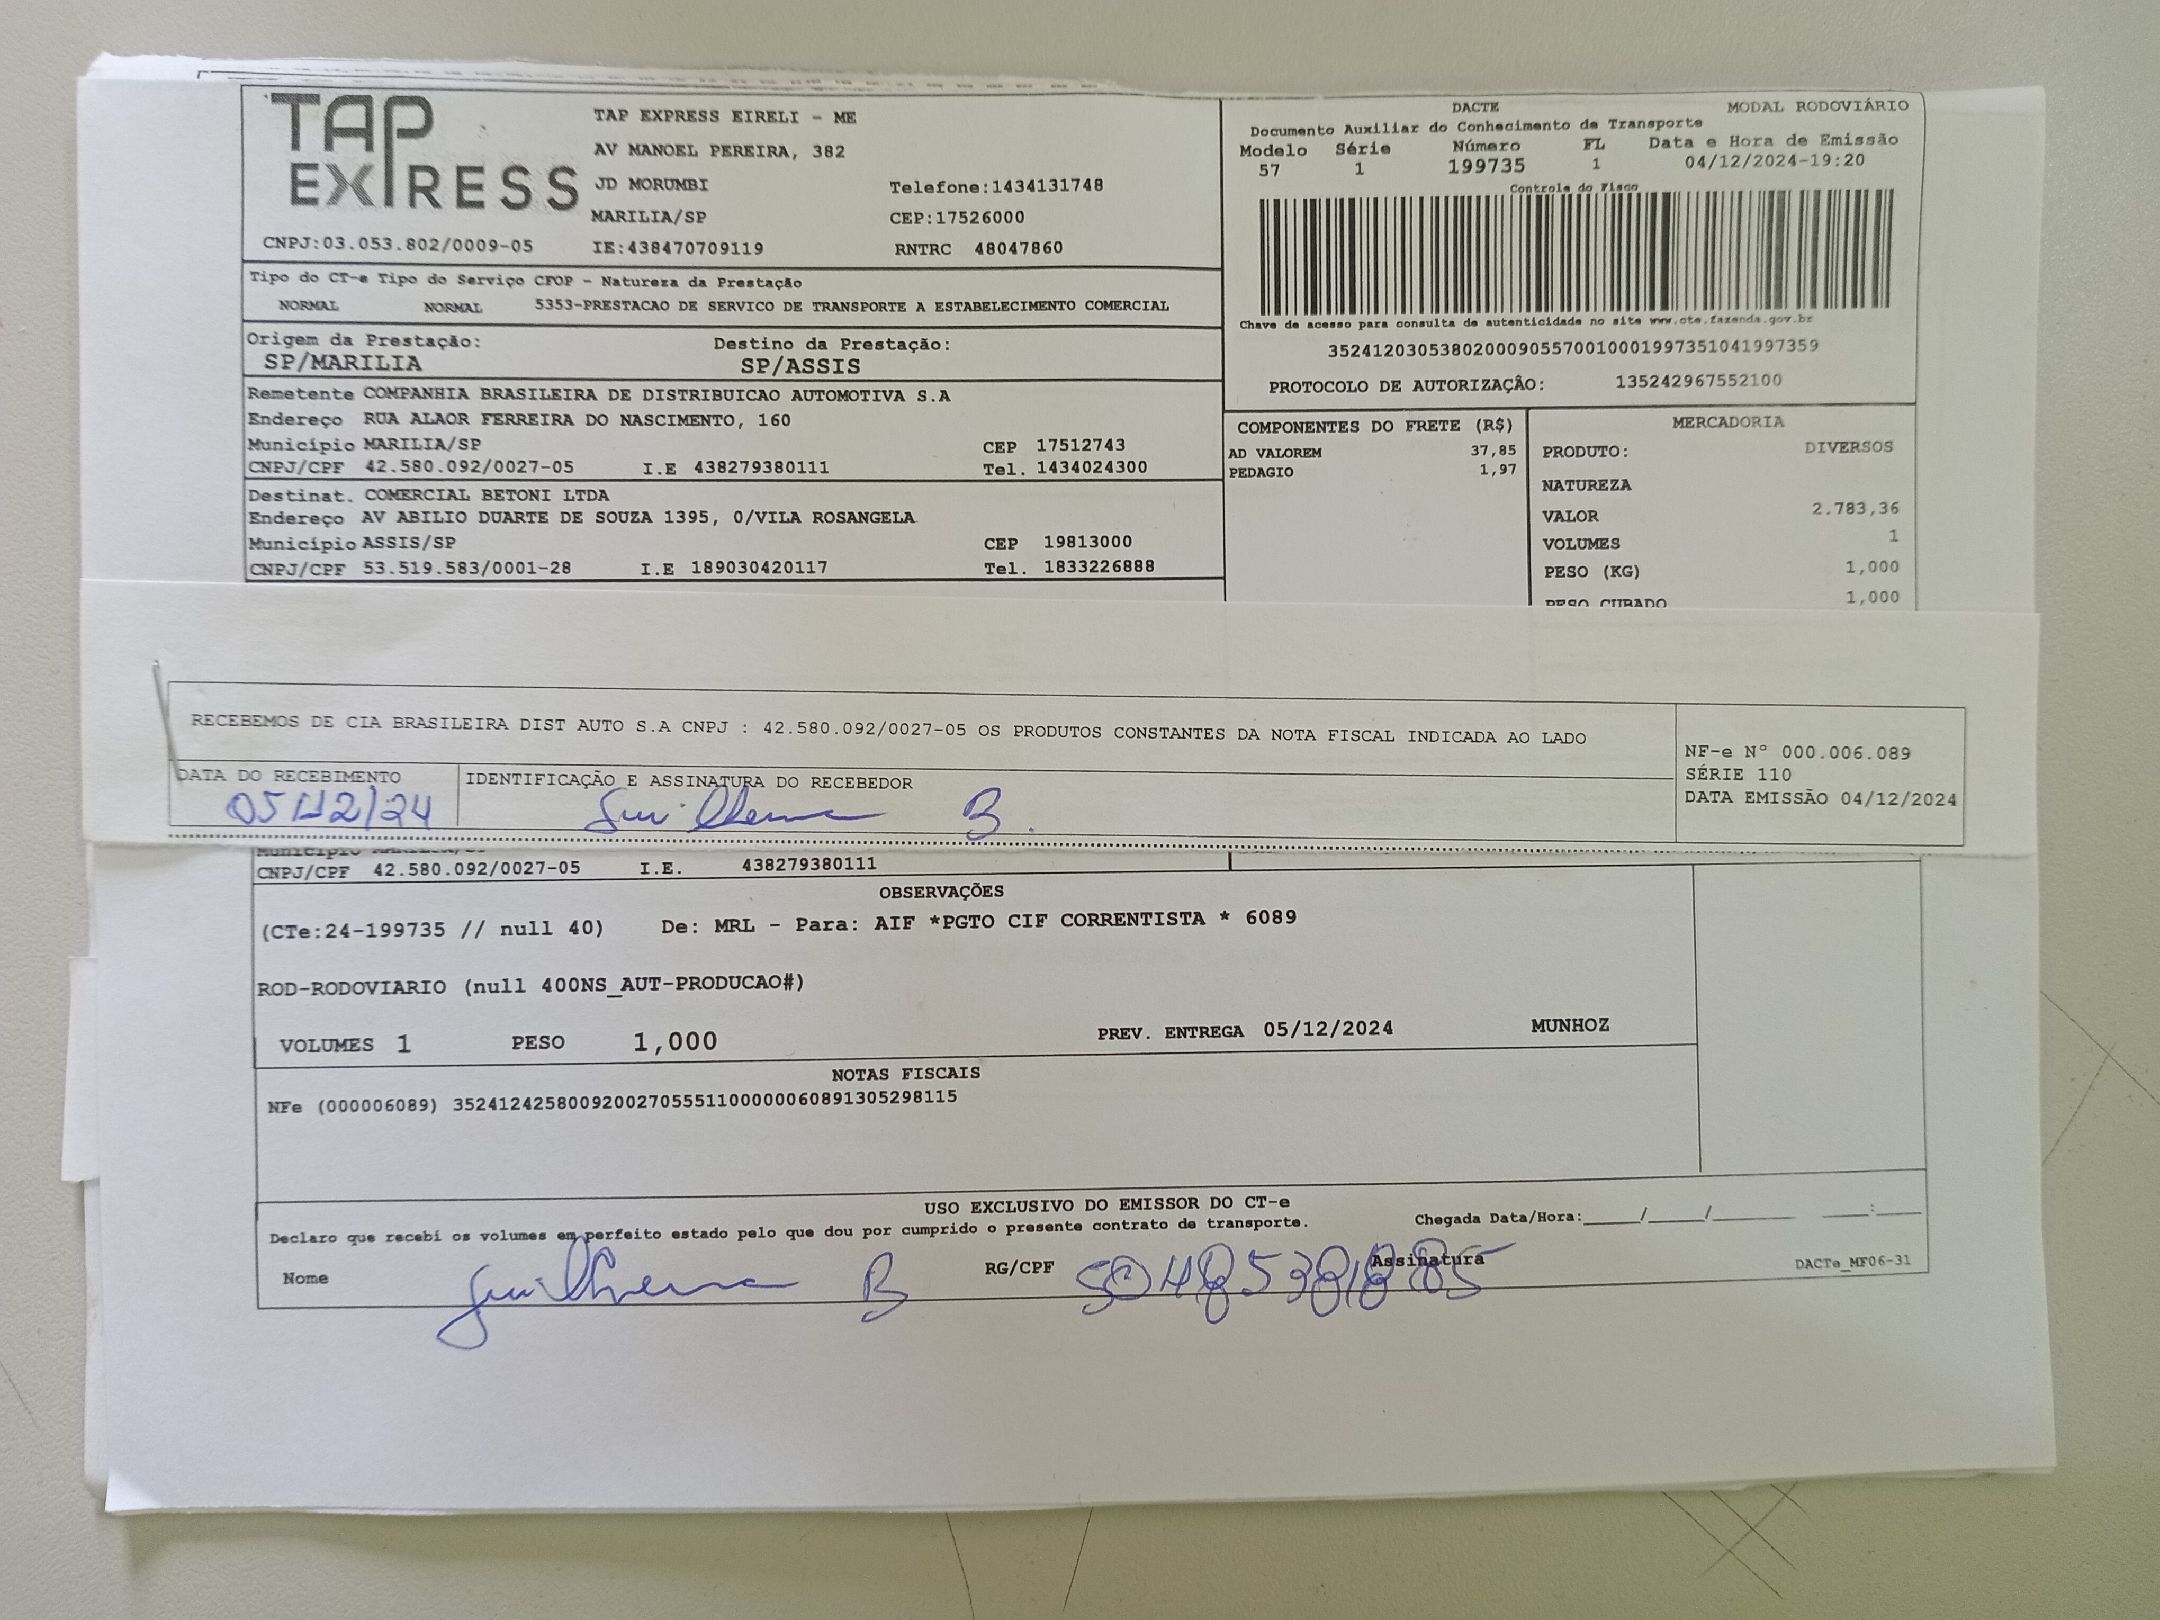 TAP EXPRESS
TAP EXPRESS EIRELI - ME
AV MANOEL PEREIRA, 382
JD MORUMBI Telefone:1434131748
MARILIA/SP CEP:17526000
CNPJ:03.053.802/0009-05 IE:438470709119 RNTRC 48047860
DACTE MODAL RODOVIÁRIO
Documento Auxiliar do Conhecimento de Transporte
Modelo Série Número FL Data e Hora de Emissão
57 1 199735 1 04/12/2024-19:20
Controle do Fisco
Chave de acesso para consulta de autenticidade no site www.cte.fazenda.gov.br
35241203053802000905570010001997351041997359
PROTOCOLO DE AUTORIZAÇÃO: 135242967552100
Tipo do CT-e Tipo do Serviço CFOP - Natureza da Prestação
NORMAL NORMAL 5353-PRESTACAO DE SERVICO DE TRANSPORTE A ESTABELECIMENTO COMERCIAL
Origem da Prestação: Destino da Prestação:
SP/MARILIA SP/ASSIS
Remetente COMPANHIA BRASILEIRA DE DISTRIBUICAO AUTOMOTIVA S.A
Endereço RUA ALAOR FERREIRA DO NASCIMENTO, 160
Município MARILIA/SP CEP 17512743
CNPJ/CPF 42.580.092/0027-05 I.E 438279380111 Tel. 1434024300
Destinat. COMERCIAL BETONI LTDA
Endereço AV ABILIO DUARTE DE SOUZA 1395, 0/VILA ROSANGELA
Município ASSIS/SP CEP 19813000
CNPJ/CPF 53.519.583/0001-28 I.E 189030420117 Tel. 1833226888
COMPONENTES DO FRETE (R$)
AD VALOREM 37,85
PEDAGIO 1,97
MERCADORIA
PRODUTO: DIVERSOS
NATUREZA
VALOR 2.783,36
VOLUMES 1
PESO (KG) 1,000
PESO CUBADO 1,000
RECEBEMOS DE CIA BRASILEIRA DIST AUTO S.A CNPJ : 42.580.092/0027-05 OS PRODUTOS CONSTANTES DA NOTA FISCAL INDICADA AO LADO
DATA DO RECEBIMENTO IDENTIFICAÇÃO E ASSINATURA DO RECEBEDOR
05/12/24 Guilherme B.
NF-e N° 000.006.089
SÉRIE 110
DATA EMISSÃO 04/12/2024
Município
CNPJ/CPF 42.580.092/0027-05 I.E. 438279380111
OBSERVAÇÕES
(CTe:24-199735 // null 40) De: MRL - Para: AIF *PGTO CIF CORRENTISTA * 6089
ROD-RODOVIARIO (null 400NS_AUT-PRODUCAO#)
VOLUMES 1 PESO 1,000 PREV. ENTREGA 05/12/2024 MUNHOZ
NOTAS FISCAIS
NFe (000006089) 35241242580092002705551100000060891305298115
USO EXCLUSIVO DO EMISSOR DO CT-e
Declaro que recebi os volumes em perfeito estado pelo que dou por cumprido o presente contrato de transporte. Chegada Data/Hora:_____/_____/_________ _____:_____
Nome Guilherme B RG/CPF Assinatura DACTe_MF06-31